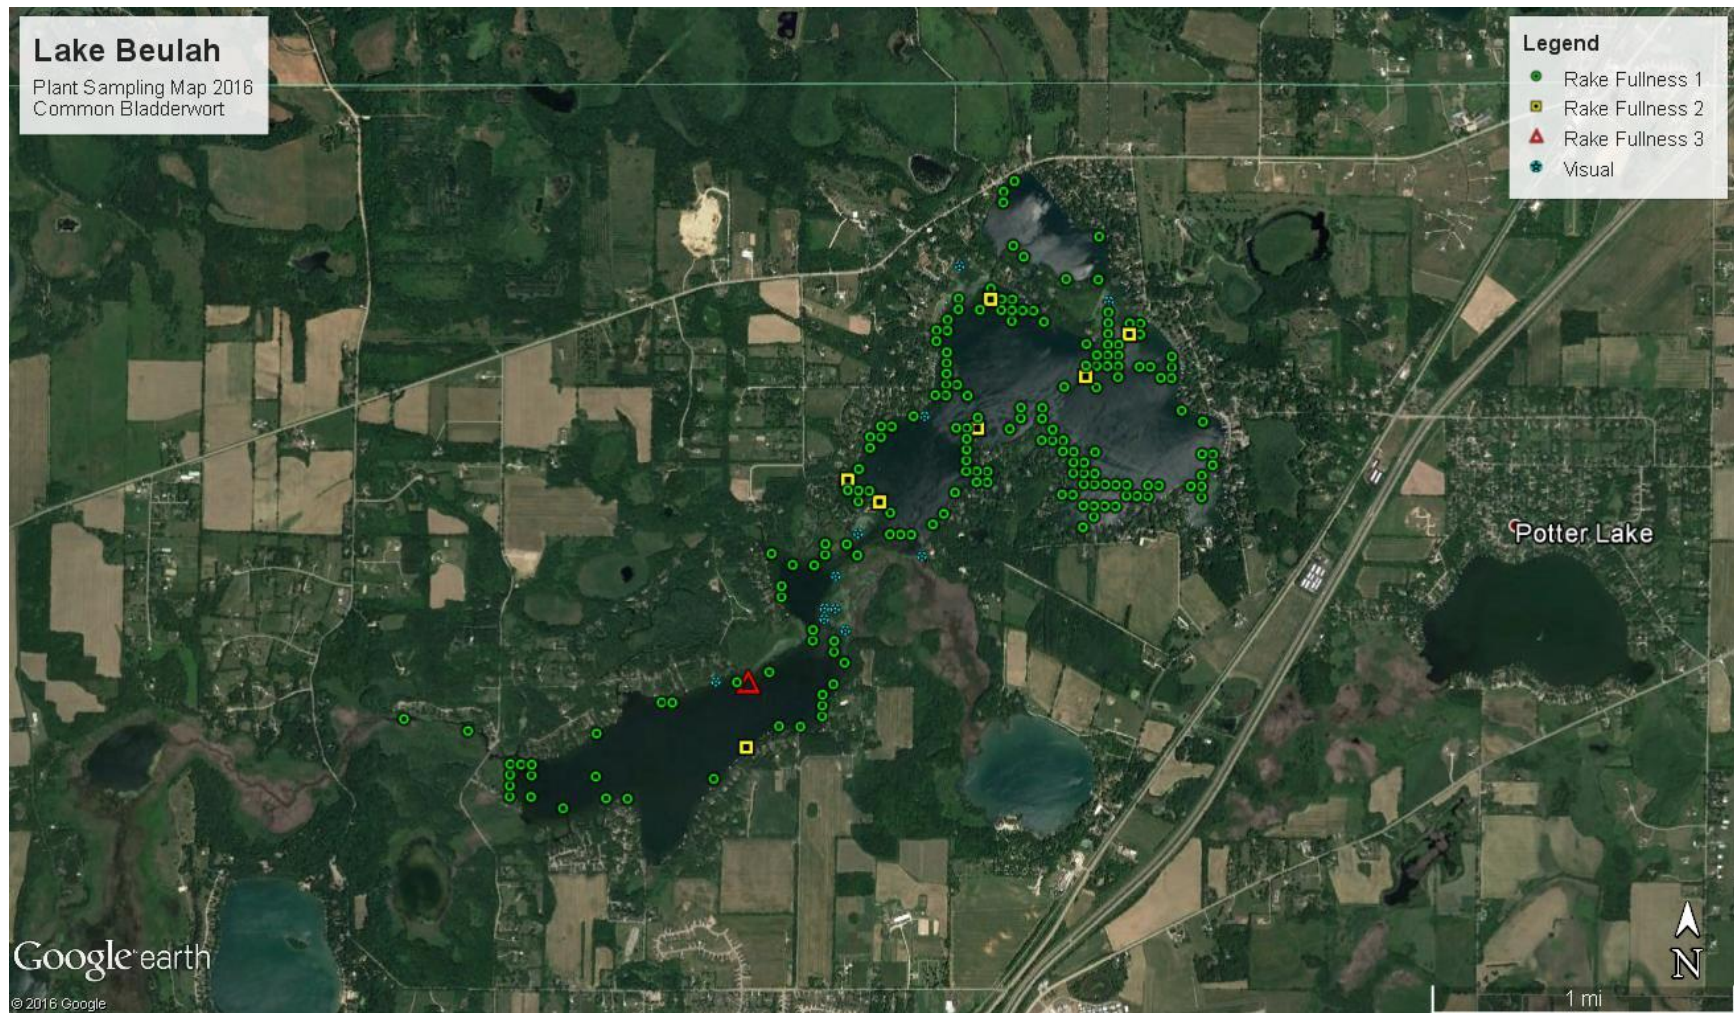 Lake Beulah
Plant Sampling Map 2016
Common Bladderwort
Legend
Rake Fullness 1
Rake Fullness 2
Rake Fullness 3
Visual
Potter Lake
Google earth
N
© 2016 Google
1 mi